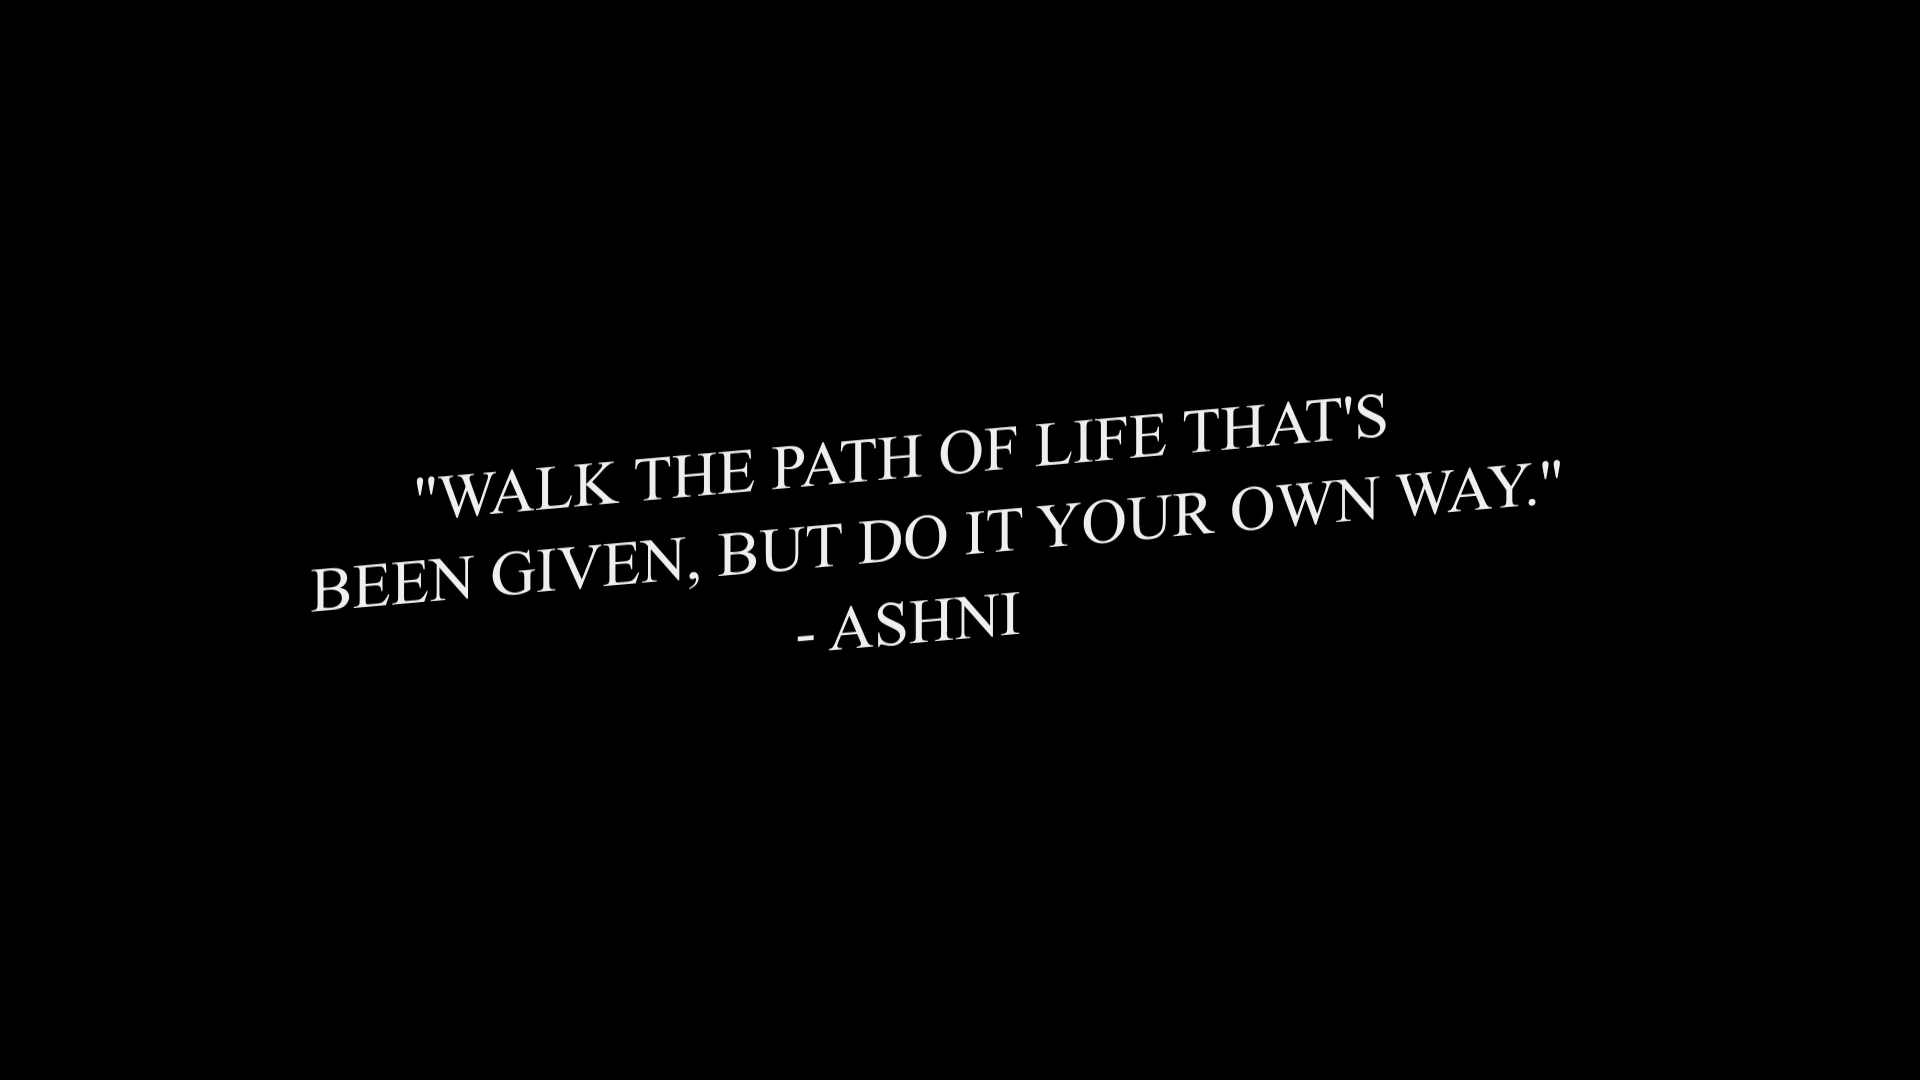 "WALK THE PATH OF LIFE THAT'S
BEEN GIVEN, BUT DO IT YOUR OWN WAY."
- ASHNI